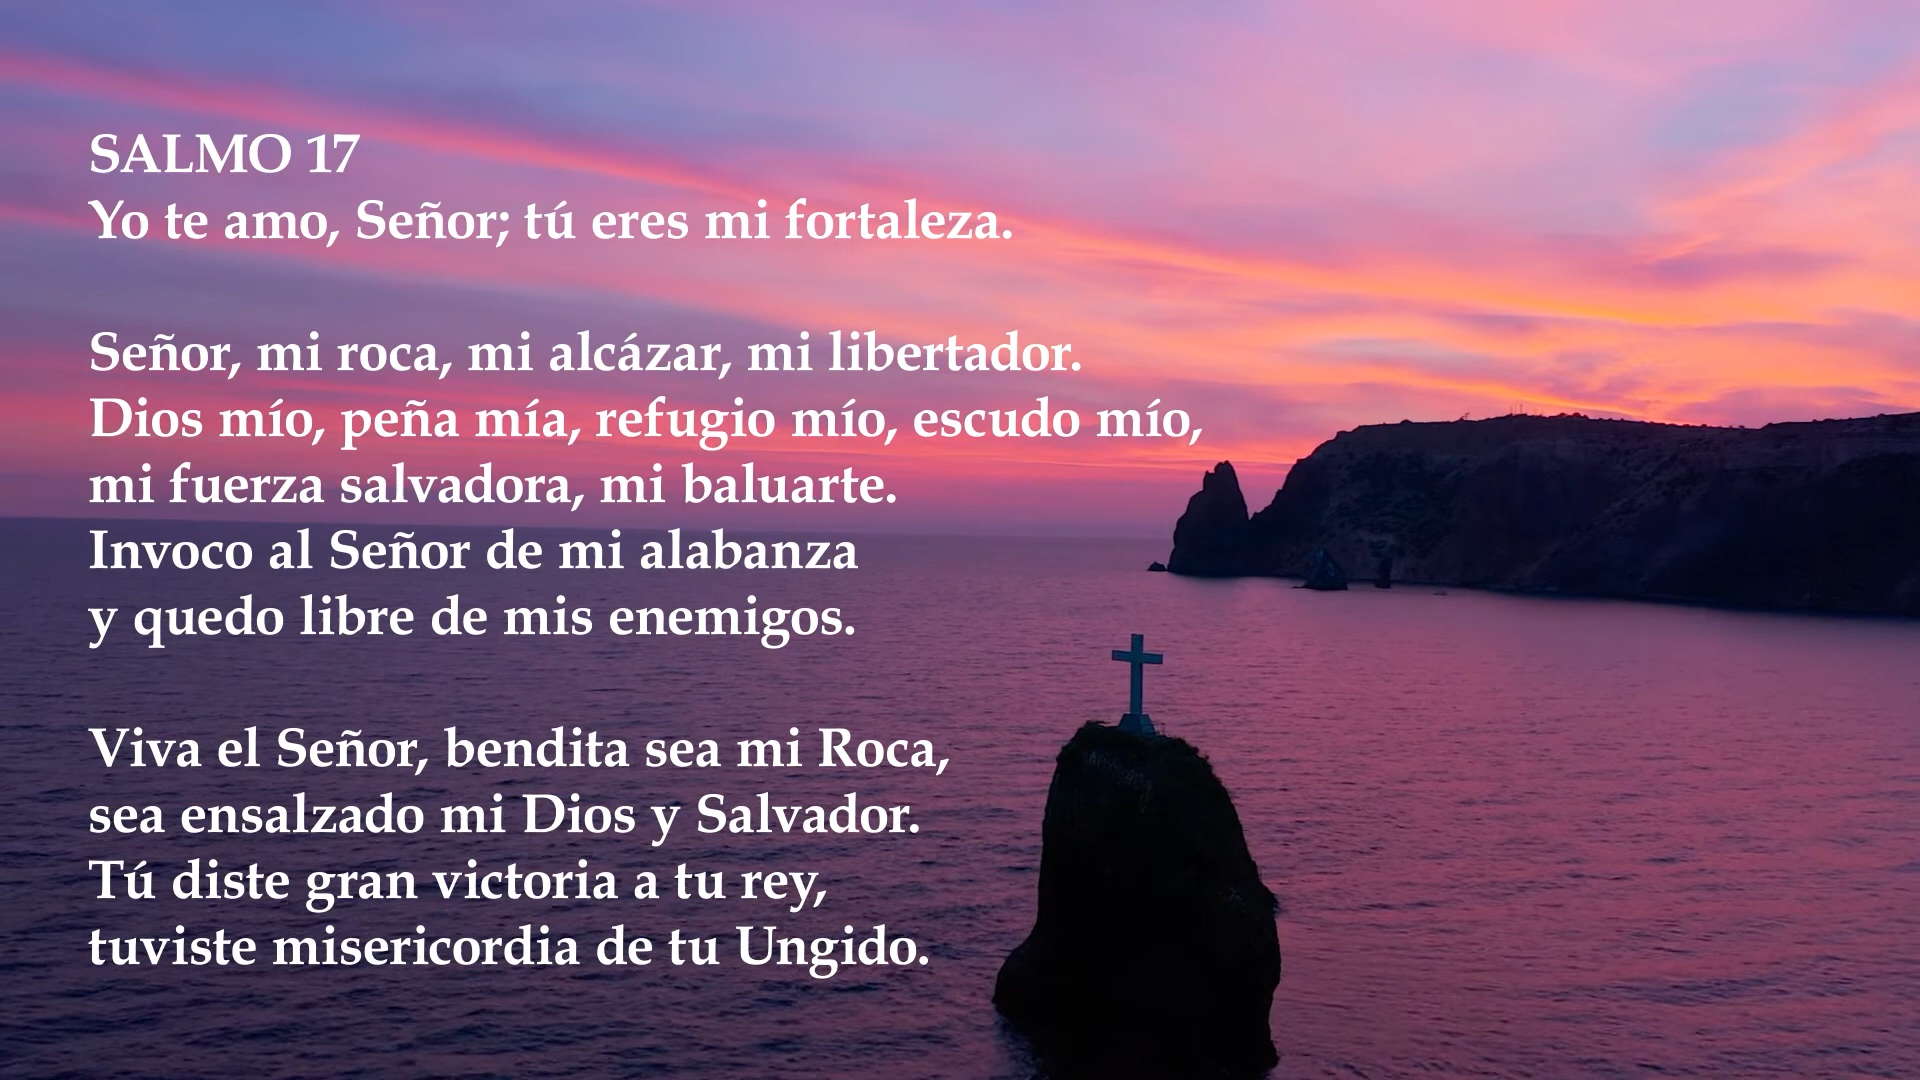 SALMO 17
Yo te amo, Señor; tú eres mi fortaleza.
Señor, mi roca, mi alcázar, mi libertador.
Dios mío, peña mía, refugio mío, escudo mío,
mi fuerza salvadora, mi baluarte.
Invoco al Señor de mi alabanza
y quedo libre de mis enemigos.
Viva el Señor, bendita sea mi Roca,
sea ensalzado mi Dios y Salvador.
Tú diste gran victoria a tu rey,
tuviste misericordia de tu Ungido.